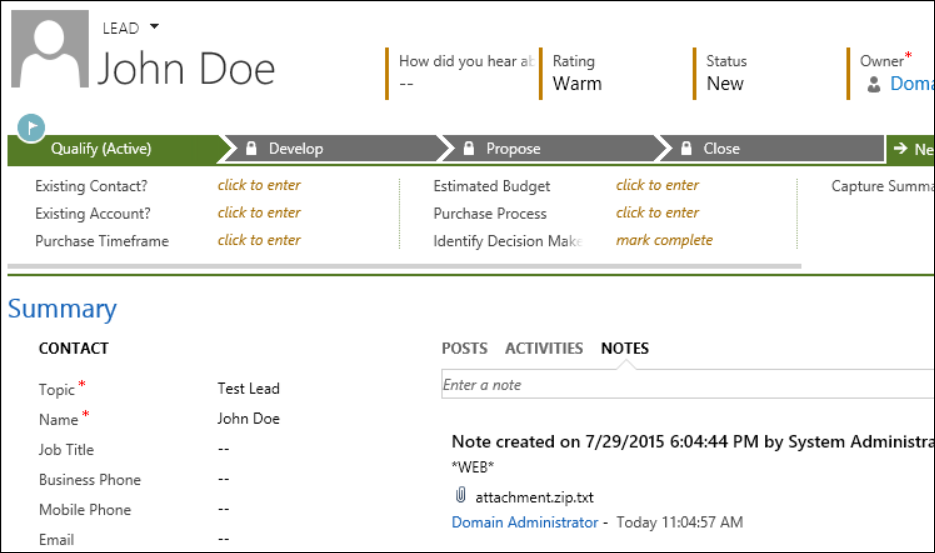 LEAD
John Doe
How did you hear ab
--
Rating
Warm
Status
New
Owner*
Doma
Qualify (Active)
Develop
Propose
Close
Ne
Existing Contact? click to enter
Existing Account? click to enter
Purchase Timeframe click to enter
Estimated Budget click to enter
Purchase Process click to enter
Identify Decision Make mark complete
Capture Summa
Summary
CONTACT
Topic* Test Lead
Name* John Doe
Job Title --
Business Phone --
Mobile Phone --
Email --
POSTS ACTIVITIES NOTES
Enter a note
Note created on 7/29/2015 6:04:44 PM by System Administra
*WEB*
attachment.zip.txt
Domain Administrator - Today 11:04:57 AM